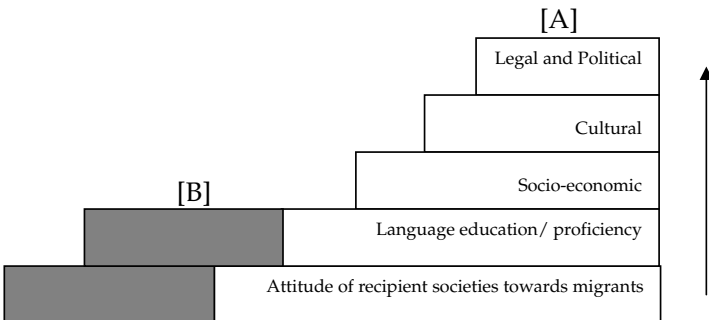 [A]
Legal and Political
Cultural
Socio-economic
[B]
Language education/ proficiency
Attitude of recipient societies towards migrants